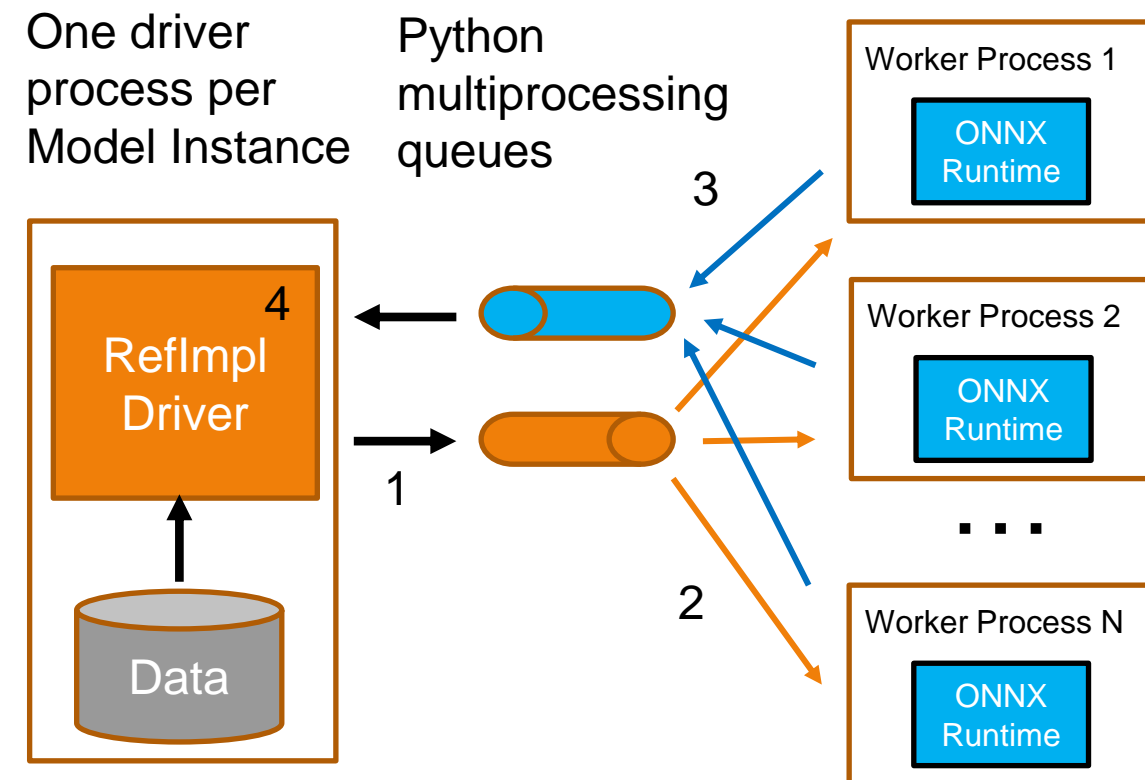 One driver
process per
Model Instance
Python
multiprocessing
queues
4
RefImpl
Driver
Data
1
3
2
Worker Process 1
ONNX
Runtime
Worker Process 2
ONNX
Runtime
...
Worker Process N
ONNX
Runtime